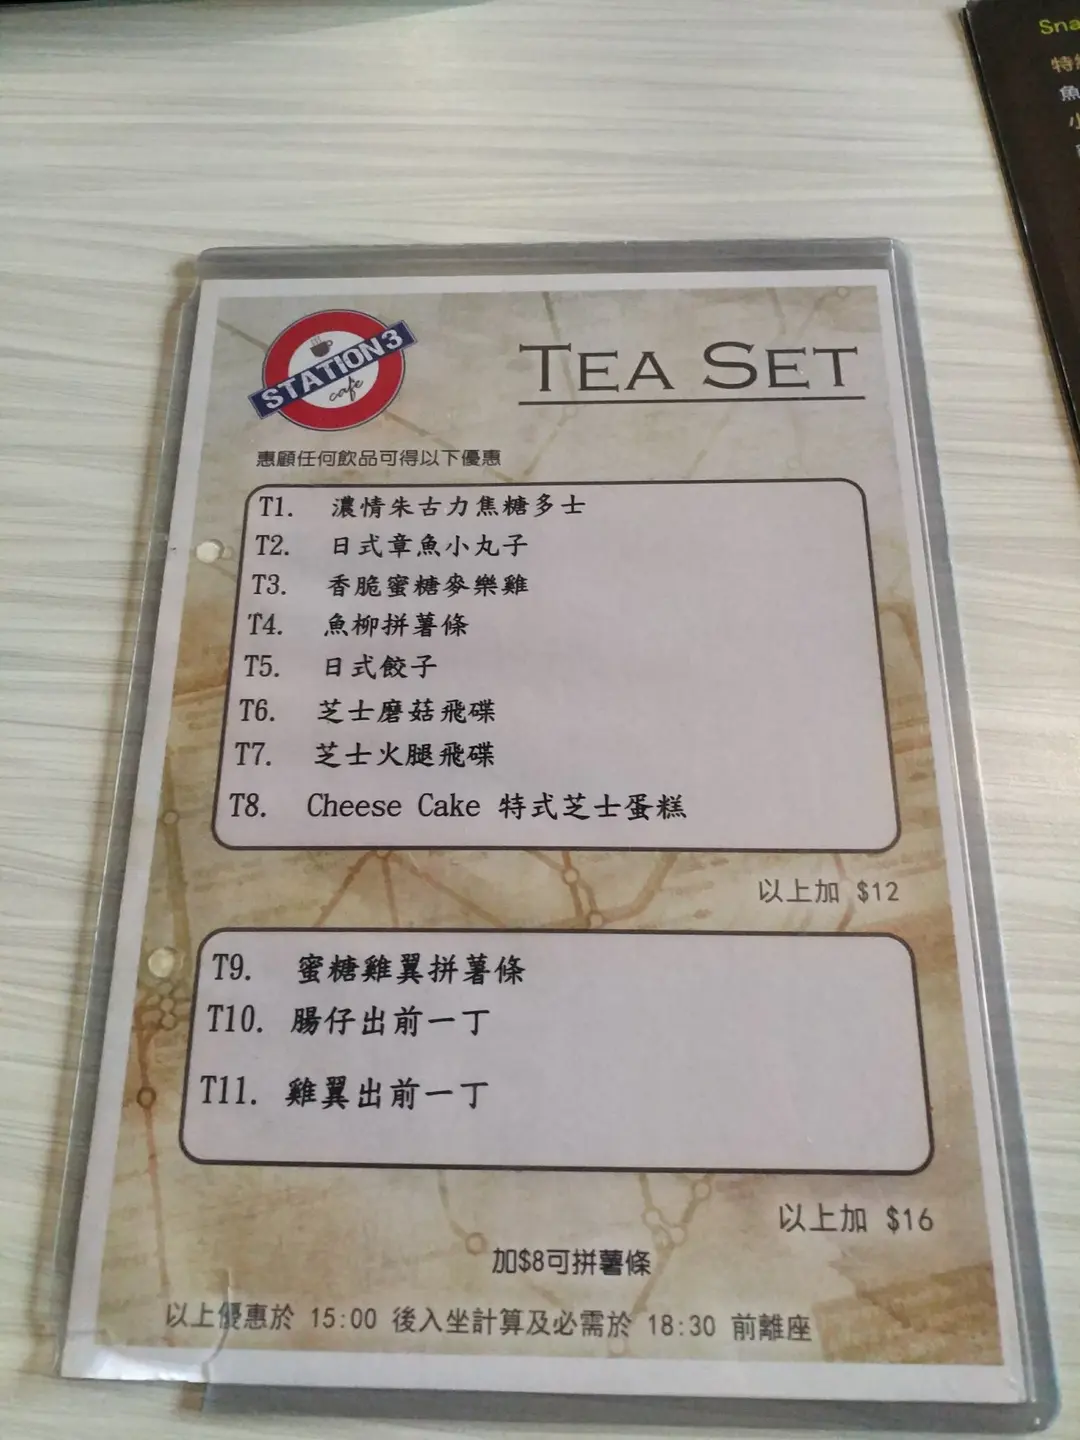 Sna
特
魚
小
STATION3
cafe
TEA SET
惠顧任何飲品可得以下優惠
T1. 濃情朱古力焦糖多士
T2. 日式章魚小丸子
T3. 香脆蜜糖麥樂雞
T4. 魚柳拼薯條
T5. 日式餃子
T6. 芝士磨菇飛碟
T7. 芝士火腿飛碟
T8. Cheese Cake 特式芝士蛋糕
以上加 $12
T9. 蜜糖雞翼拼薯條
T10. 腸仔出前一丁
T11. 雞翼出前一丁
以上加 $16
加$8可拼薯條
以上優惠於 15:00 後入坐計算及必需於 18:30 前離座